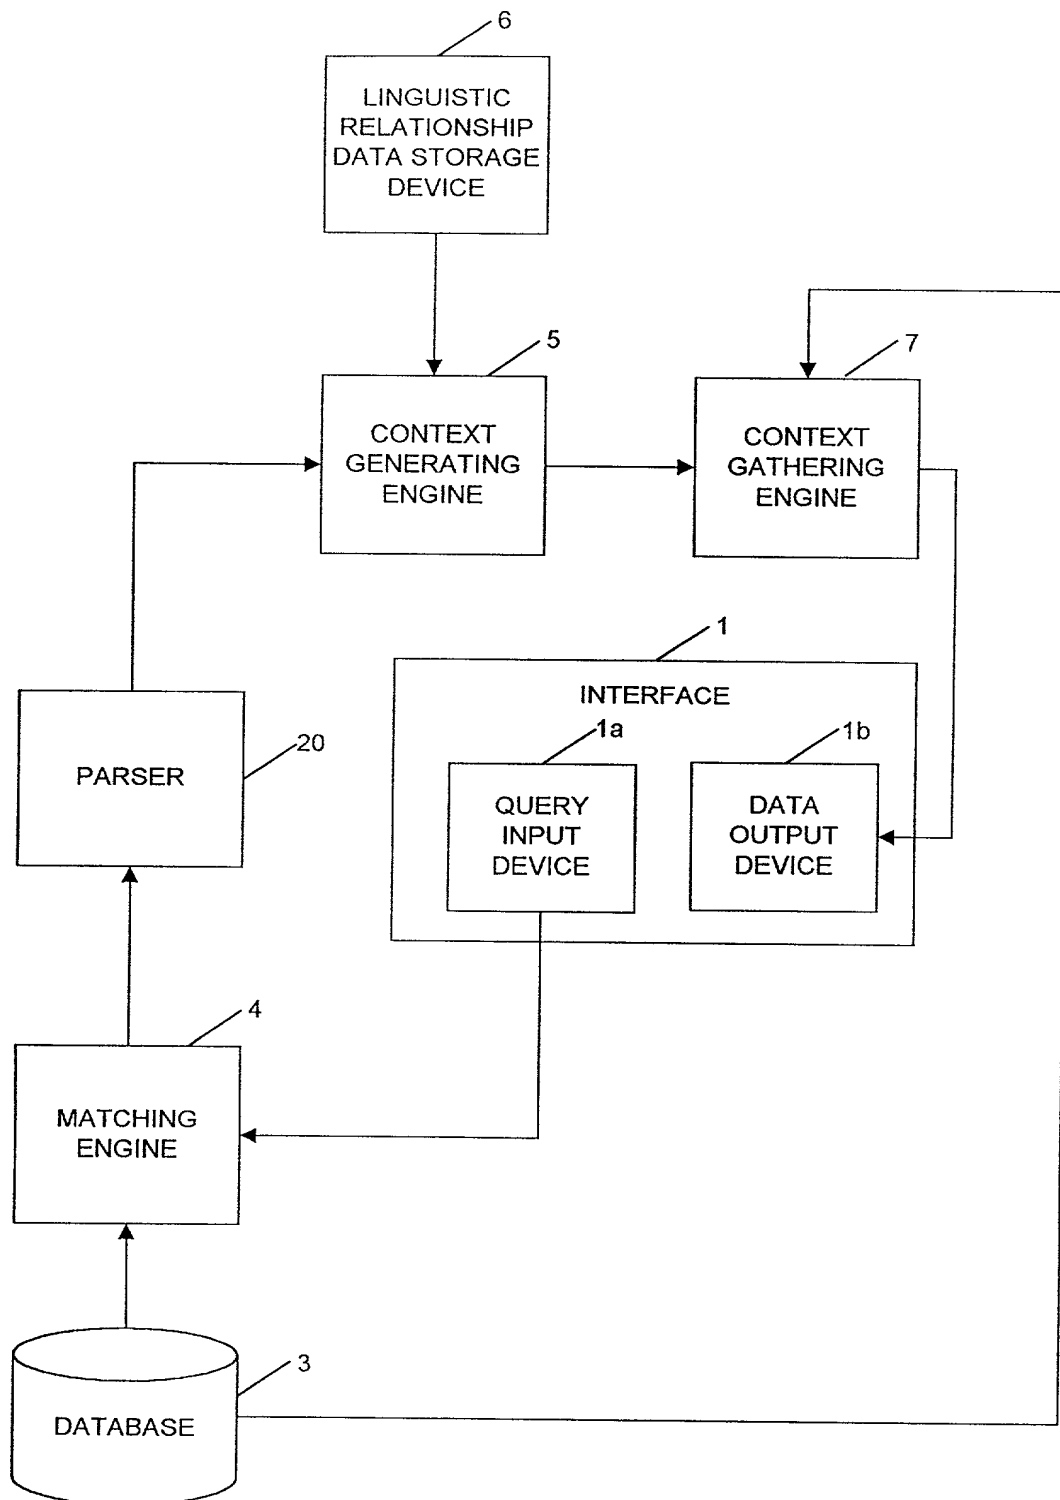 6
LINGUISTIC
RELATIONSHIP
DATA STORAGE
DEVICE
5
CONTEXT
GENERATING
ENGINE
7
CONTEXT
GATHERING
ENGINE
1
INTERFACE
1a
QUERY
INPUT
DEVICE
1b
DATA
OUTPUT
DEVICE
20
PARSER
4
MATCHING
ENGINE
3
DATABASE